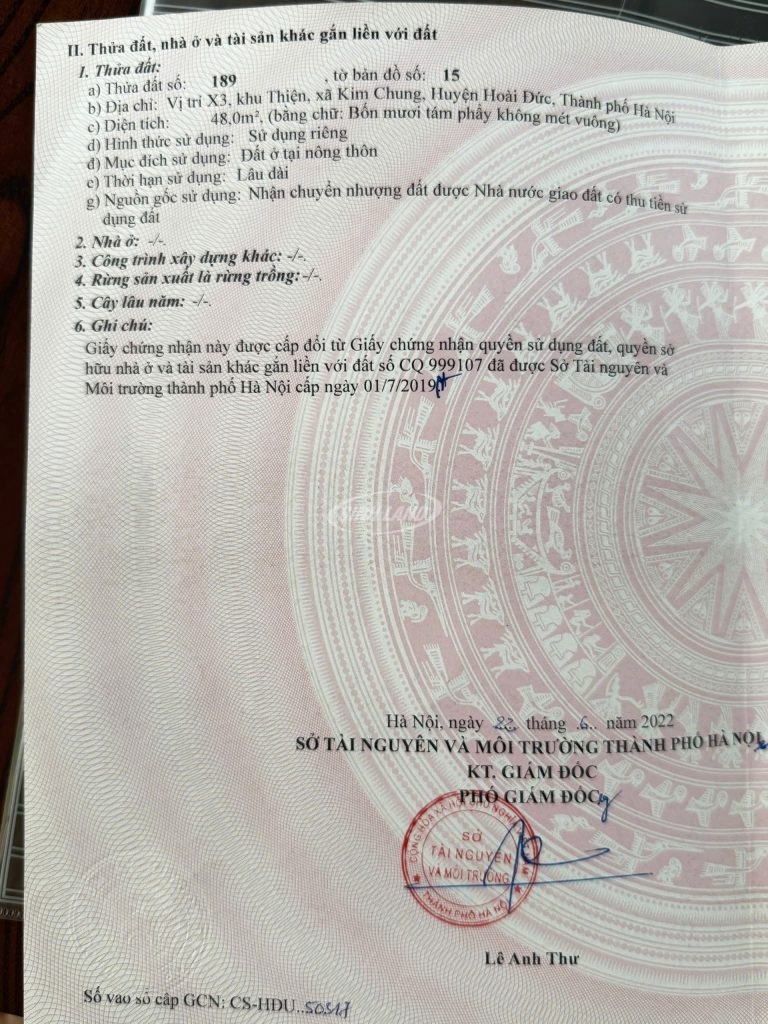 II. Thửa đất, nhà ở và tài sản khác gắn liền với đất
1. Thửa đất:
a) Thửa đất số: 189 , tờ bản đồ số: 15
b) Địa chỉ: Vị trí X3, khu Thiện, xã Kim Chung, Huyện Hoài Đức, Thành phố Hà Nội
c) Diện tích: 48,0m², (bằng chữ: Bốn mươi tám phẩy không mét vuông)
d) Hình thức sử dụng: Sử dụng riêng
đ) Mục đích sử dụng: Đất ở tại nông thôn
e) Thời hạn sử dụng: Lâu dài
g) Nguồn gốc sử dụng: Nhận chuyển nhượng đất được Nhà nước giao đất có thu tiền sử
dụng đất
2. Nhà ở: -/-.
3. Công trình xây dựng khác: -/-.
4. Rừng sản xuất là rừng trồng: -/-.
5. Cây lâu năm: -/-.
6. Ghi chú:
Giấy chứng nhận này được cấp đổi từ Giấy chứng nhận quyền sử dụng đất, quyền sở
hữu nhà ở và tài sản khác gắn liền với đất số CQ 999107 đã được Sở Tài nguyên và
Môi trường thành phố Hà Nội cấp ngày 01/7/2019
Hà Nội, ngày 22 tháng .6.. năm 2022
SỞ TÀI NGUYÊN VÀ MÔI TRƯỜNG THÀNH PHỐ HÀ NỘI
KT. GIÁM ĐỐC
PHÓ GIÁM ĐỐC
SỞ
TÀI NGUYÊN
VÀ MÔI TRƯỜNG
THÀNH PHỐ HÀ NỘI
Lê Anh Thư
Số vào sổ cấp GCN: CS-HĐU..